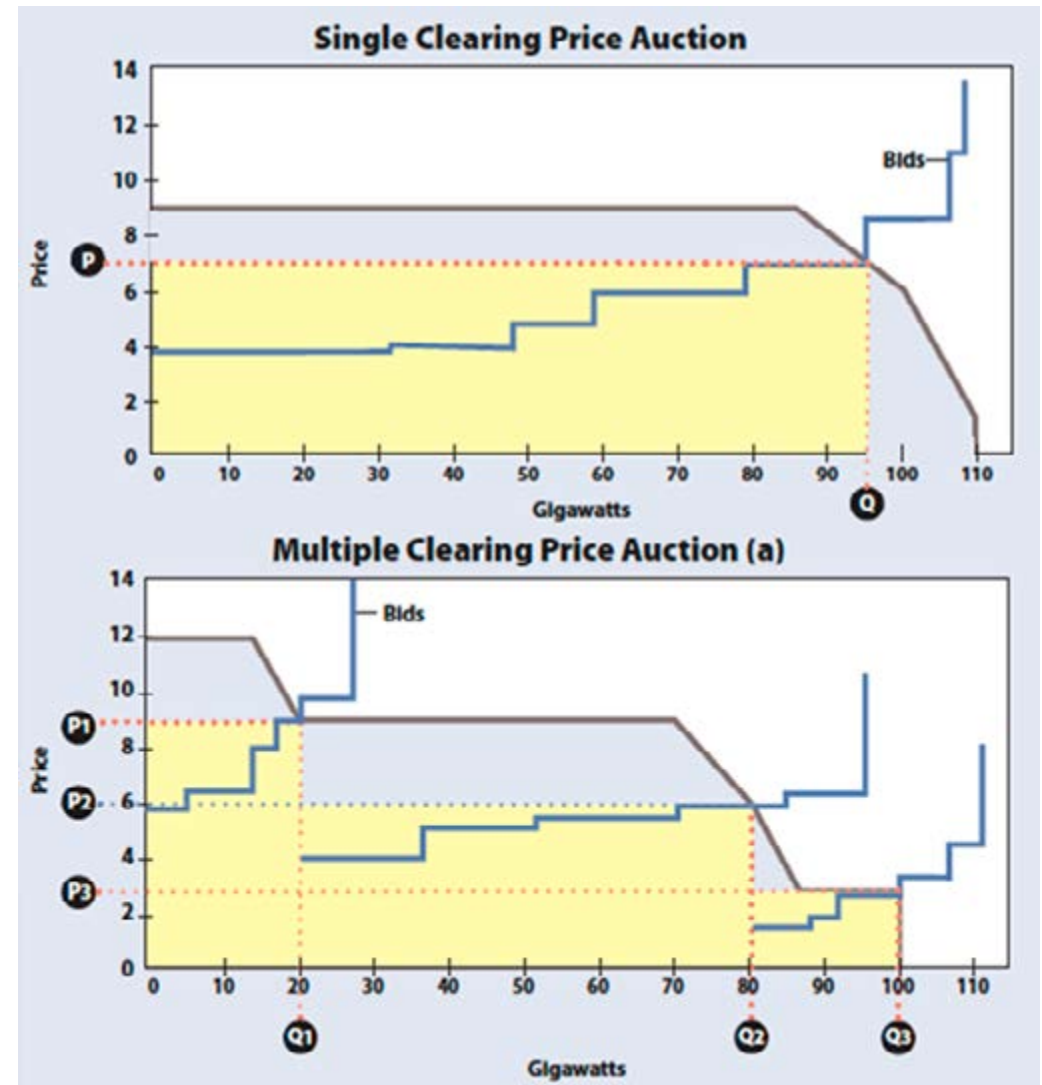 Single Clearing Price Auction
14
12
10
8
6
4
2
0
Price
P
Bids
0 10 20 30 40 50 60 70 80 90 100 110
Gigawatts
Q
Multiple Clearing Price Auction (a)
14
12
10
8
6
4
2
0
Price
P1
P2
P3
Bids
0 10 20 30 40 50 60 70 80 90 100 110
Q1 Q2 Q3
Gigawatts